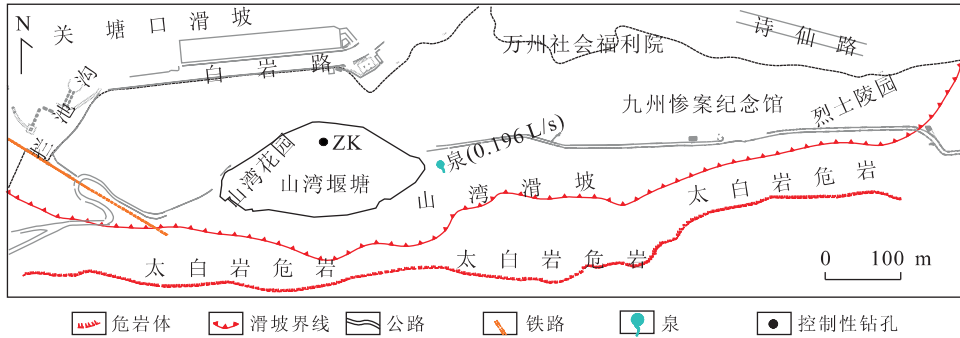 N
关塘口滑坡
诗仙路
万州社会福利院
白岩路
拦池沟
九州惨案纪念馆
烈士陵园
泉(0.196 L/s)
ZK
山湾花园
山湾堰塘
山湾滑坡
太白岩危岩
太白岩危岩
太白岩危岩
0 100 m
危岩体
滑坡界线
公路
铁路
泉
控制性钻孔